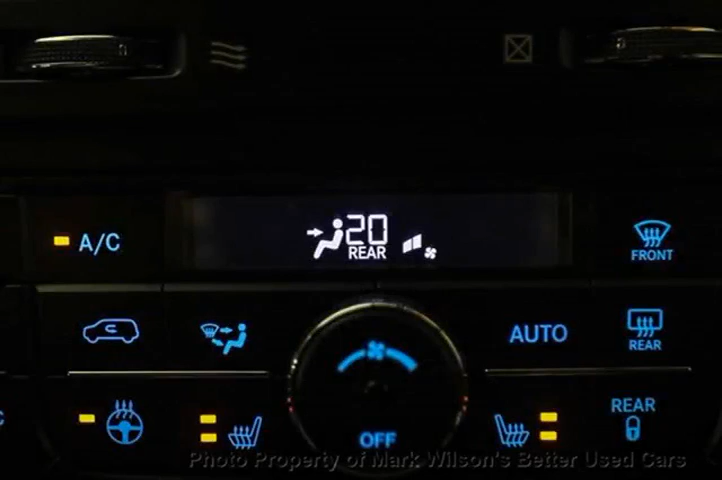 20
REAR
A/C
FRONT
AUTO
REAR
REAR
OFF
Photo Property of Mark Wilson's Better Used Cars